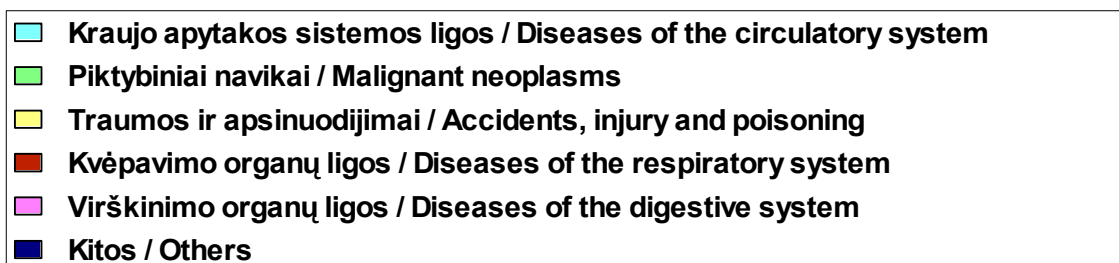 Kraujo apytakos sistemos ligos / Diseases of the circulatory system
Piktybiniai navikai / Malignant neoplasms
Traumos ir apsinuodijimai / Accidents, injury and poisoning
Kvėpavimo organų ligos / Diseases of the respiratory system
Virškinimo organų ligos / Diseases of the digestive system
Kitos / Others